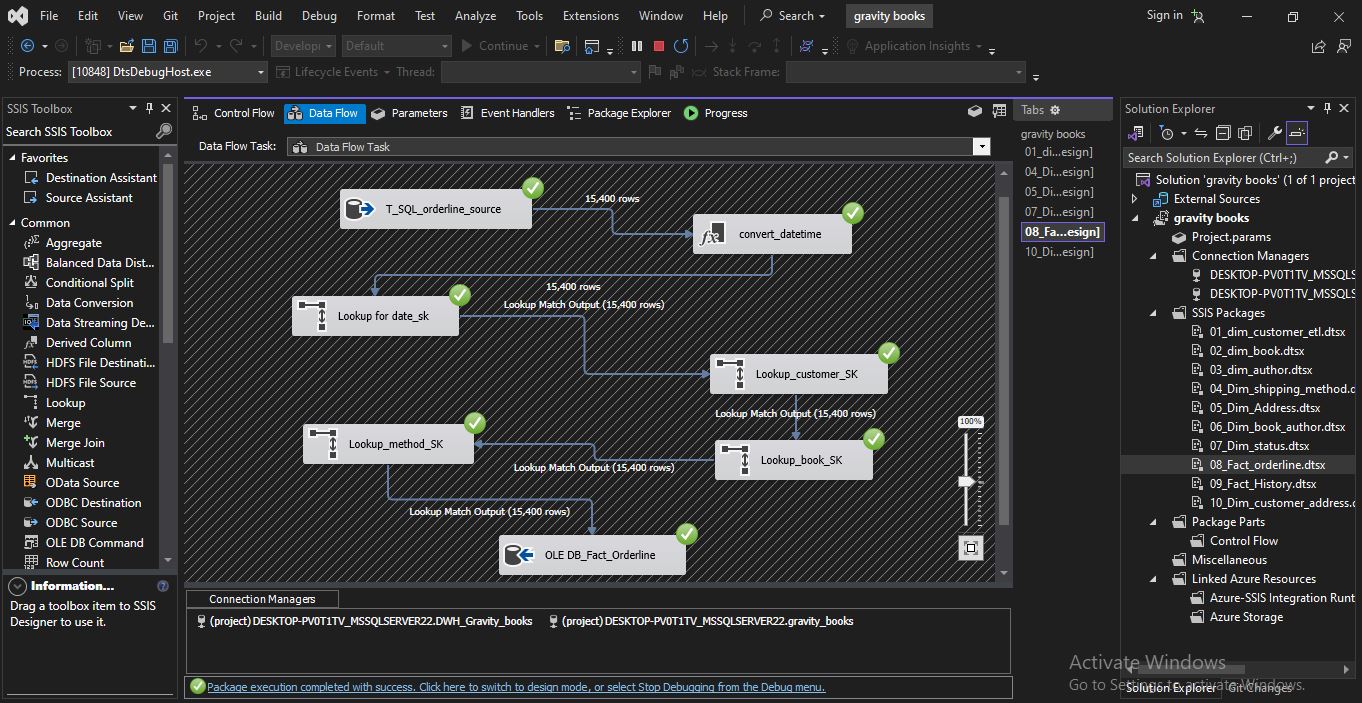 File Edit View Git Project Build Debug Format Test Analyze Tools Extensions Window Help Search gravity books Sign in
Develop Default Continue Application Insights
Process: [10848] DtsDebugHost.exe Lifecycle Events Thread: Stack Frame:
SSIS Toolbox
Search SSIS Toolbox
Favorites
Destination Assistant
Source Assistant
Common
Aggregate
Balanced Data Dist...
Conditional Split
Data Conversion
Data Streaming De...
Derived Column
HDFS File Destinati...
HDFS File Source
Lookup
Merge
Merge Join
Multicast
OData Source
ODBC Destination
ODBC Source
OLE DB Command
Row Count
Information...
Drag a toolbox item to SSIS
Designer to use it.
Control Flow Data Flow Parameters Event Handlers Package Explorer Progress
Data Flow Task: Data Flow Task
T_SQL_orderline_source
15,400 rows
convert_datetime
15,400 rows
Lookup Match Output (15,400 rows)
Lookup for date_sk
Lookup_customer_SK
Lookup Match Output (15,400 rows)
Lookup_method_SK
Lookup_book_SK
Lookup Match Output (15,400 rows)
Lookup Match Output (15,400 rows)
OLE DB_Fact_Orderline
100%
Connection Managers
(project) DESKTOP-PV0T1TV_MSSQLSERVER22.DWH_Gravity_books (project) DESKTOP-PV0T1TV_MSSQLSERVER22.gravity_books
Package execution completed with success. Click here to switch to design mode, or select Stop Debugging from the Debug menu.
Tabs
gravity books
01_di...esign]
04_Di...esign]
05_Di...esign]
07_Di...esign]
08_Fa...esign]
10_Di...esign]
Solution Explorer
Search Solution Explorer (Ctrl+;)
Solution 'gravity books' (1 of 1 project
External Sources
gravity books
Project.params
Connection Managers
DESKTOP-PV0T1TV_MSSQLS
DESKTOP-PV0T1TV_MSSQLS
SSIS Packages
01_dim_customer_etl.dtsx
02_dim_book.dtsx
03_dim_author.dtsx
04_Dim_shipping_method.d
05_Dim_Address.dtsx
06_Dim_book_author.dtsx
07_Dim_status.dtsx
08_Fact_orderline.dtsx
09_Fact_History.dtsx
10_Dim_customer_address.d
Package Parts
Control Flow
Miscellaneous
Linked Azure Resources
Azure-SSIS Integration Runt
Azure Storage
Activate Windows
Go to Settings to activate Windows.
Solution Explorer Git Changes